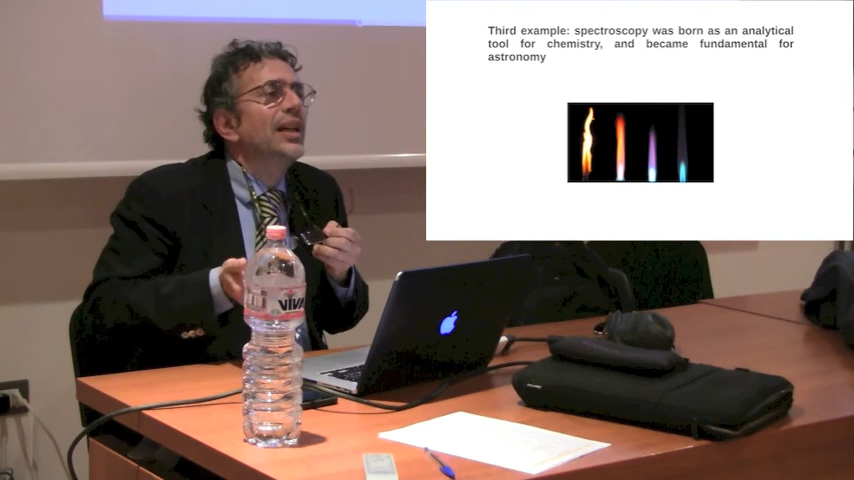 Third example: spectroscopy was born as an analytical
tool for chemistry, and became fundamental for
astronomy
VIVA